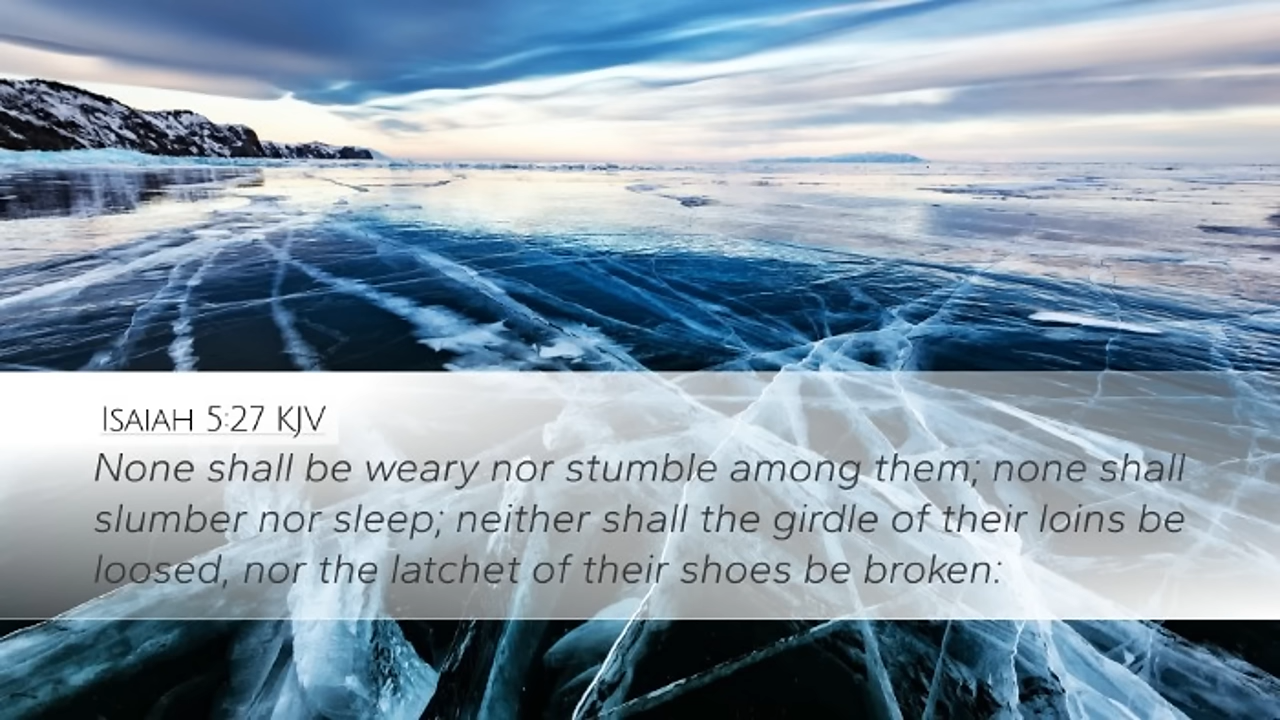 Isaiah 5:27 KJV
None shall be weary nor stumble among them; none shall
slumber nor sleep; neither shall the girdle of their loins be
loosed, nor the latchet of their shoes be broken: